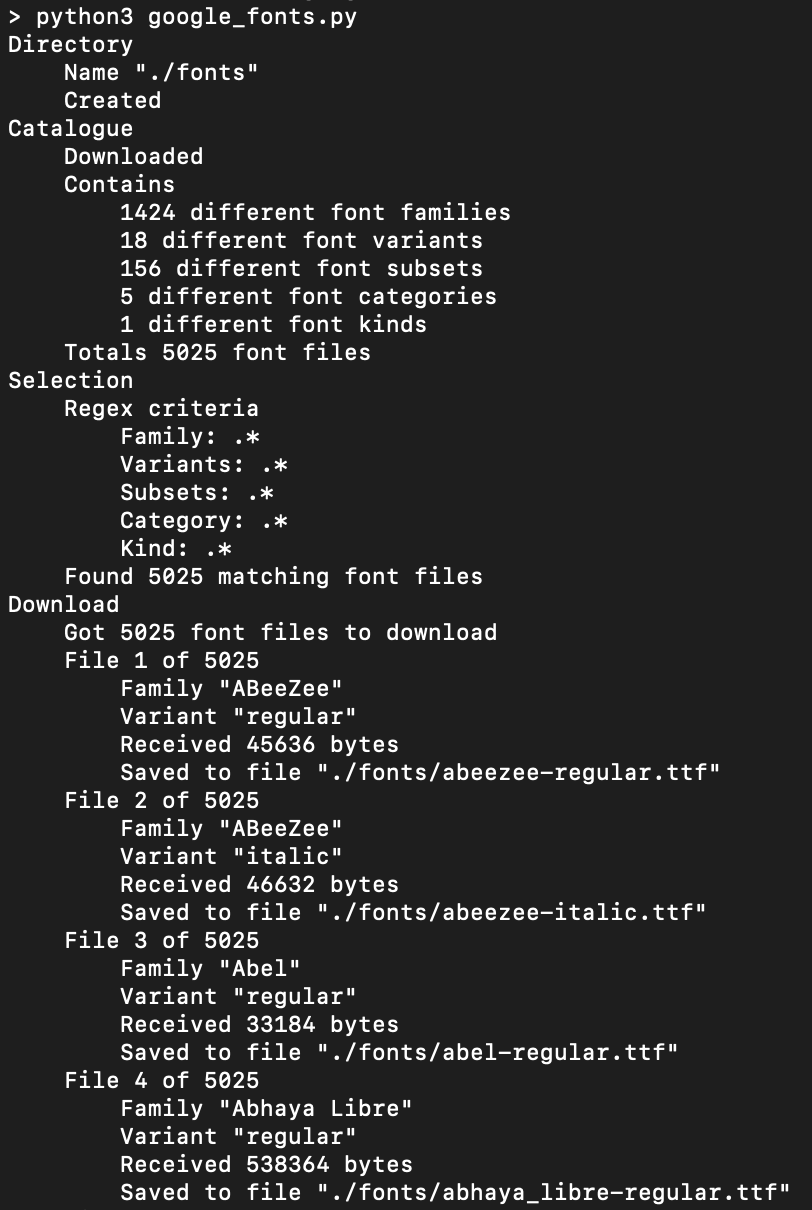 > python3 google_fonts.py
Directory
    Name "./fonts"
    Created
Catalogue
    Downloaded
    Contains
        1424 different font families
        18 different font variants
        156 different font subsets
        5 different font categories
        1 different font kinds
    Totals 5025 font files
Selection
    Regex criteria
        Family: .*
        Variants: .*
        Subsets: .*
        Category: .*
        Kind: .*
    Found 5025 matching font files
Download
    Got 5025 font files to download
    File 1 of 5025
        Family "ABeeZee"
        Variant "regular"
        Received 45636 bytes
        Saved to file "./fonts/abeezee-regular.ttf"
    File 2 of 5025
        Family "ABeeZee"
        Variant "italic"
        Received 46632 bytes
        Saved to file "./fonts/abeezee-italic.ttf"
    File 3 of 5025
        Family "Abel"
        Variant "regular"
        Received 33184 bytes
        Saved to file "./fonts/abel-regular.ttf"
    File 4 of 5025
        Family "Abhaya Libre"
        Variant "regular"
        Received 538364 bytes
        Saved to file "./fonts/abhaya_libre-regular.ttf"